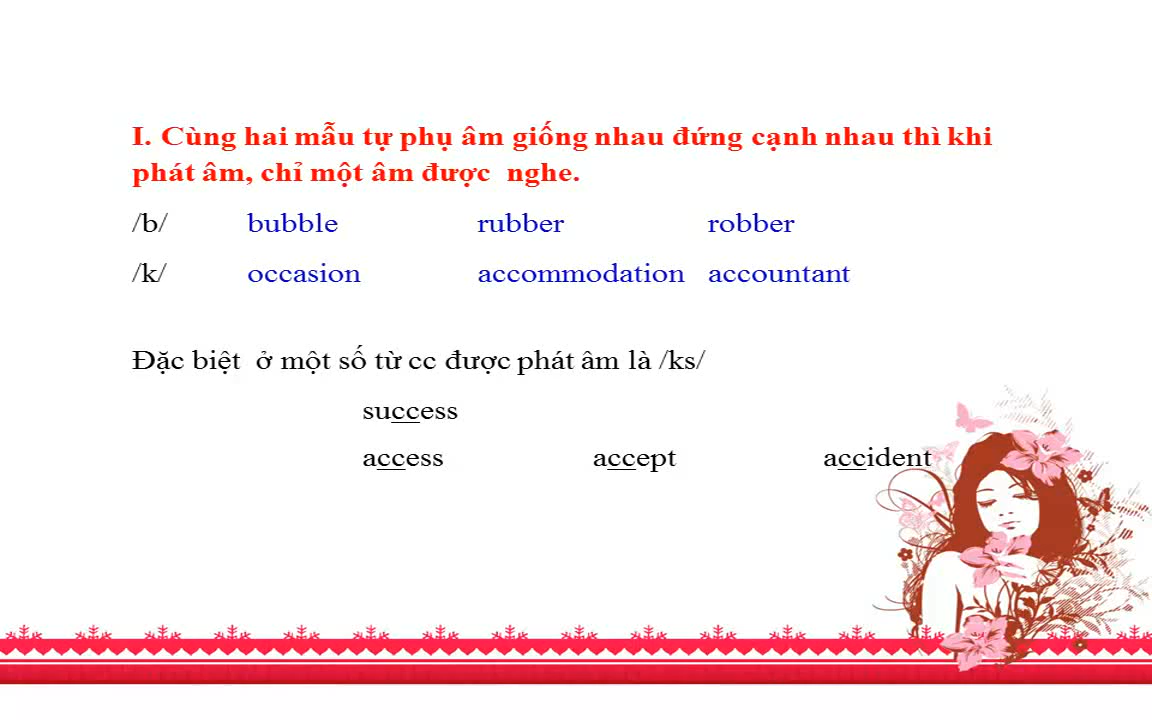 I. Cùng hai mẫu tự phụ âm giống nhau đứng cạnh nhau thì khi
phát âm, chỉ một âm được nghe.
/b/ bubble rubber robber
/k/ occasion accommodation accountant
Đặc biệt ở một số từ cc được phát âm là /ks/
success
access accept accident